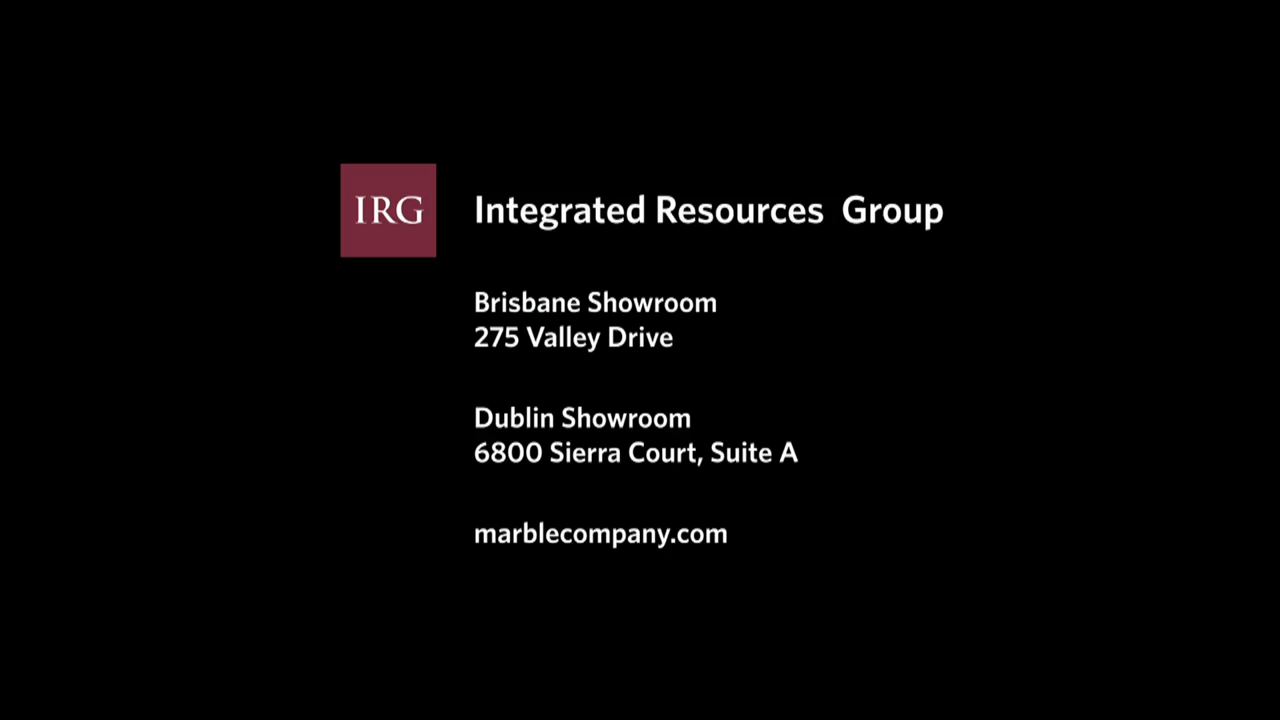 IRG
Integrated Resources Group
Brisbane Showroom
275 Valley Drive
Dublin Showroom
6800 Sierra Court, Suite A
marblecompany.com